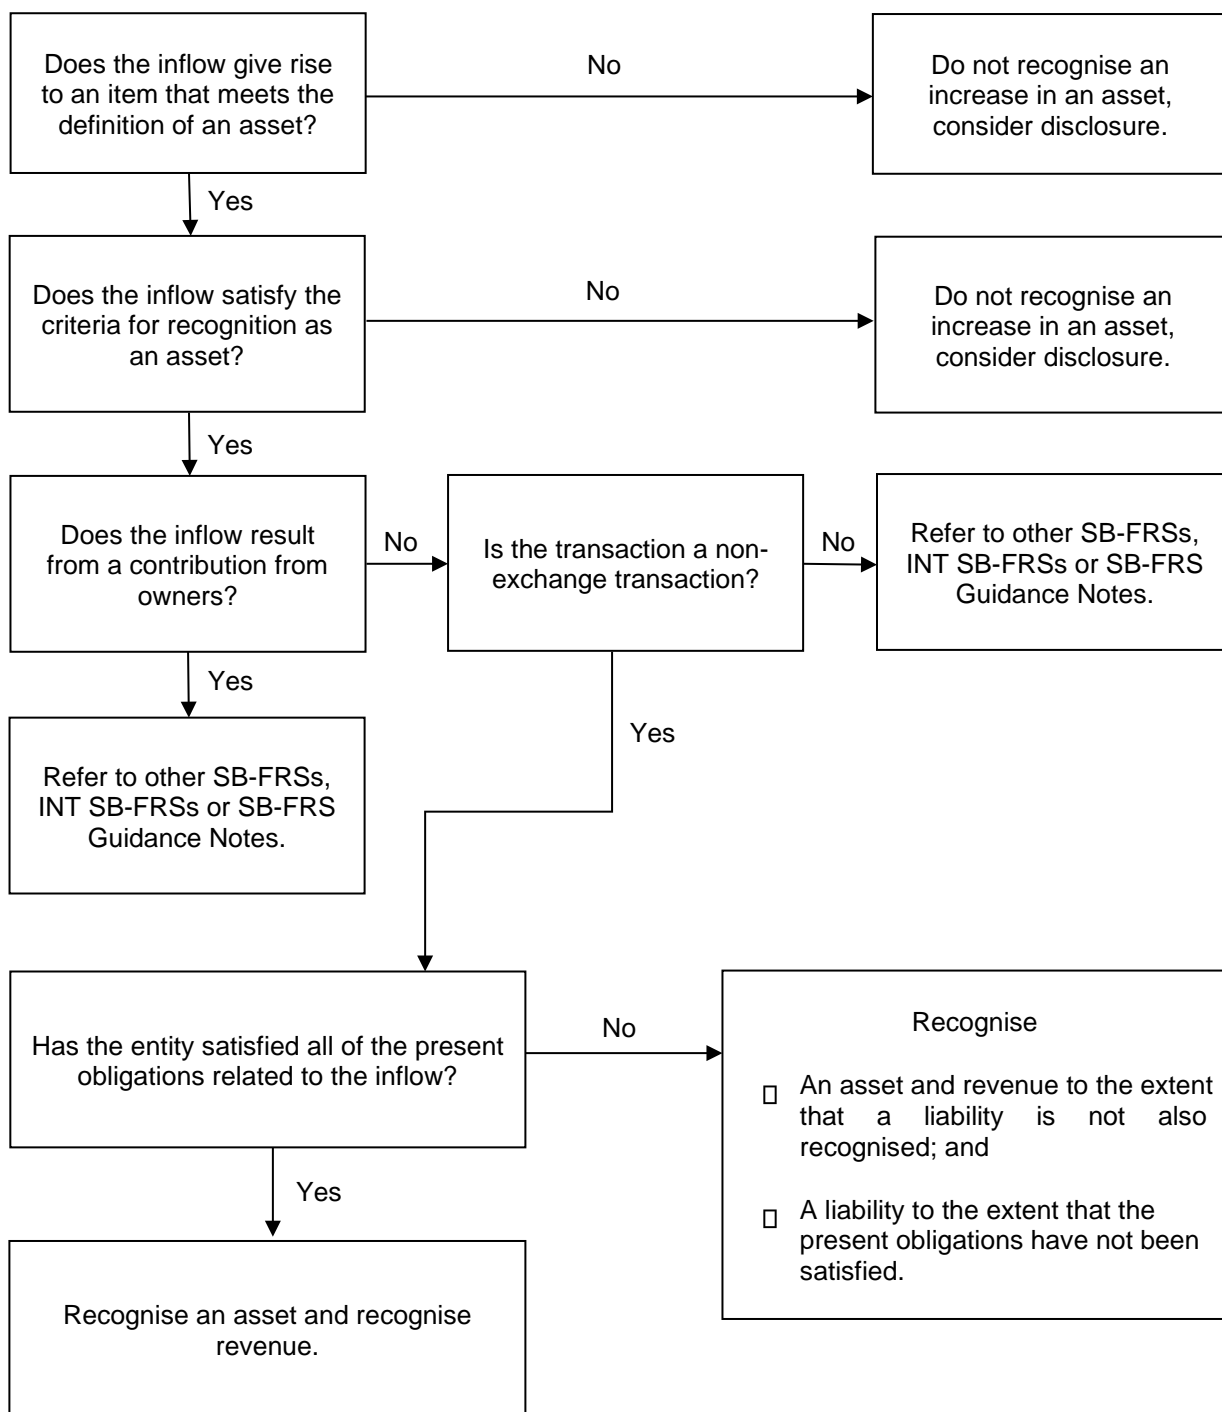 Does the inflow give rise
to an item that meets the
definition of an asset?
No
Do not recognise an
increase in an asset,
consider disclosure.
Yes
Does the inflow satisfy the
criteria for recognition as
an asset?
No
Do not recognise an
increase in an asset,
consider disclosure.
Yes
Does the inflow result
from a contribution from
owners?
No
Is the transaction a non-
exchange transaction?
No
Refer to other SB-FRSs,
INT SB-FRSs or SB-FRS
Guidance Notes.
Yes
Refer to other SB-FRSs,
INT SB-FRSs or SB-FRS
Guidance Notes.
Yes
Has the entity satisfied all of the present
obligations related to the inflow?
No
Recognise
An asset and revenue to the extent
that a liability is not also
recognised; and
A liability to the extent that the
present obligations have not been
satisfied.
Yes
Recognise an asset and recognise
revenue.